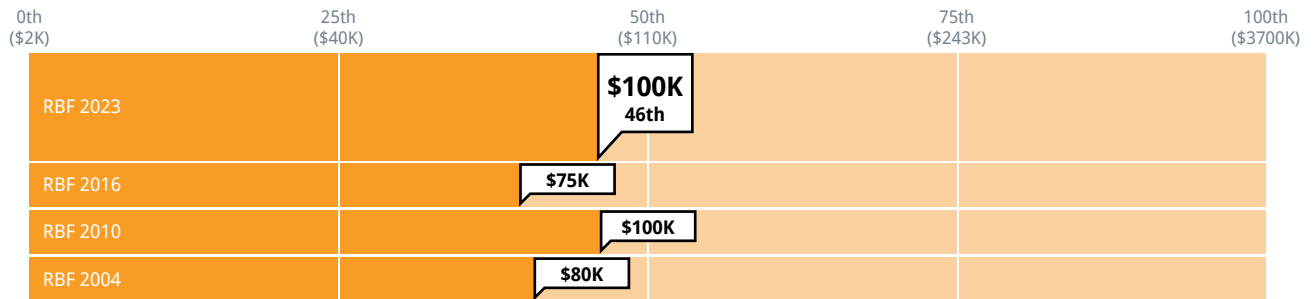 0th 25th 50th 75th 100th
($2K) ($40K) ($110K) ($243K) ($3700K)
RBF 2023 $100K
46th
RBF 2016 $75K
RBF 2010 $100K
RBF 2004 $80K